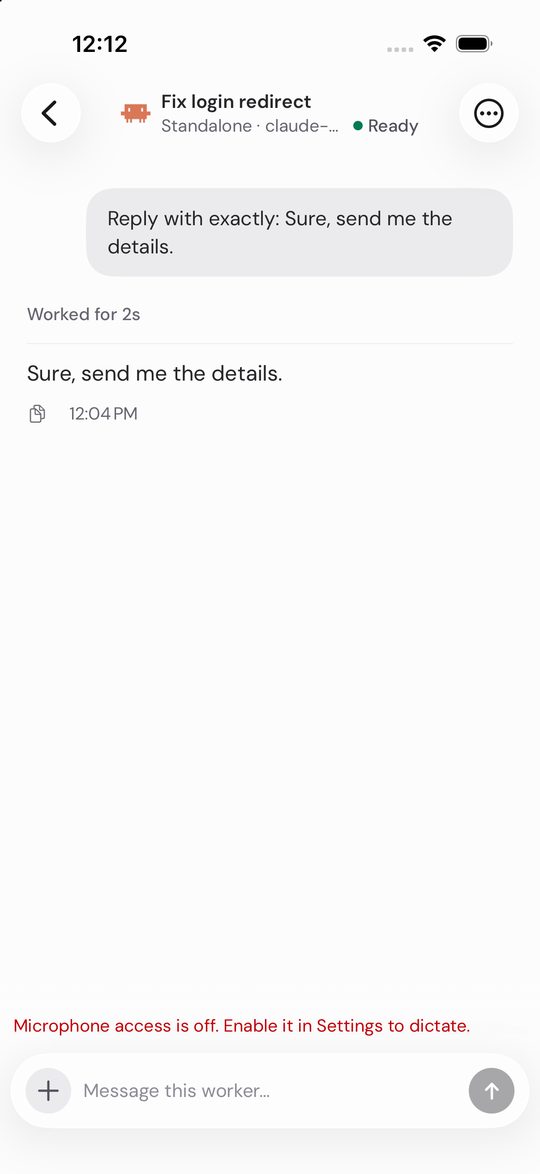 12:12
Fix login redirect
Standalone · claude-... Ready
Reply with exactly: Sure, send me the
details.
Worked for 2s
Sure, send me the details.
12:04 PM
Microphone access is off. Enable it in Settings to dictate.
Message this worker...